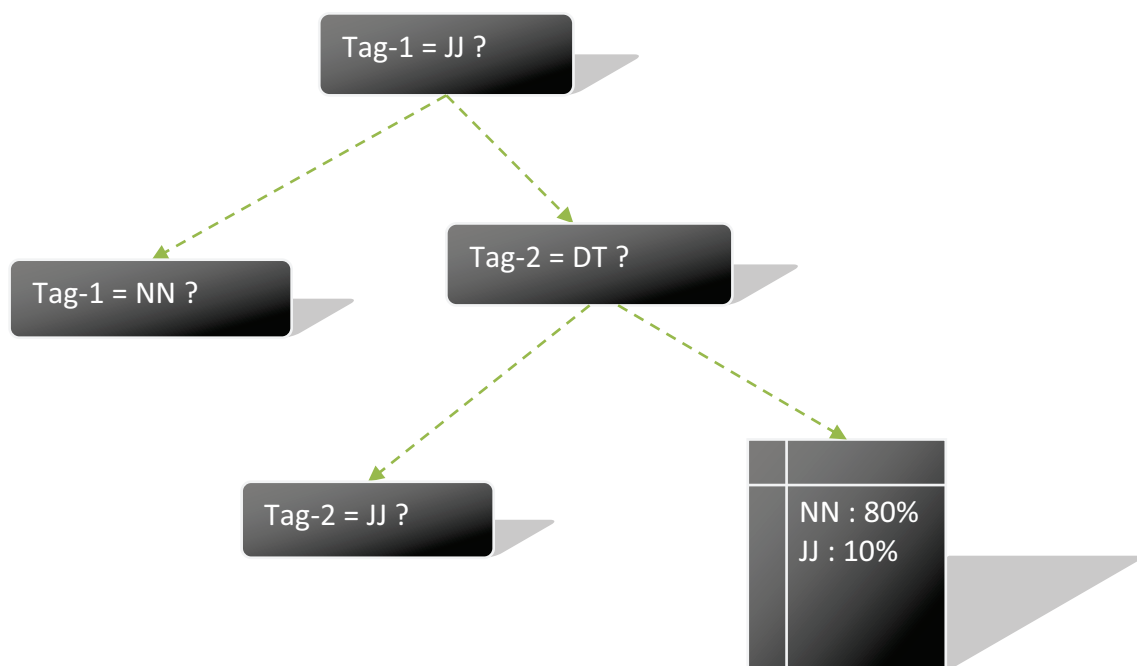 Tag-1 = JJ ?
Tag-2 = DT ?
Tag-1 = NN ?
Tag-2 = JJ ?
NN : 80%
JJ : 10%